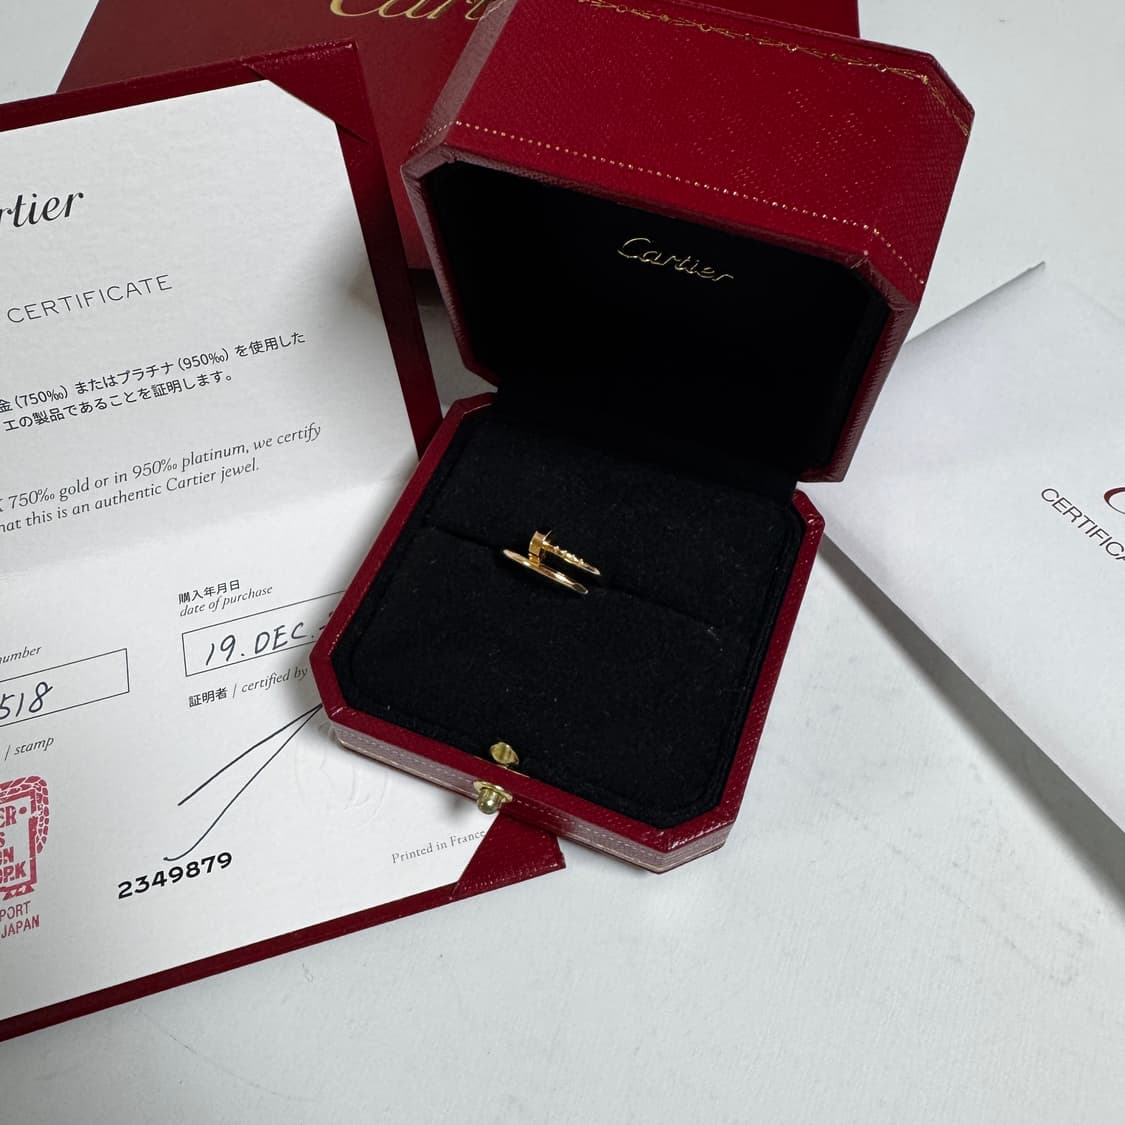 Cartier
CERTIFICATE
金(750‰)またはプラチナ(950‰)を使用した
エの製品であることを証明します。
750‰ gold or in 950‰ platinum, we certify
that this is an authentic Cartier jewel.
購入年月日
date of purchase
number
19. DEC.
518
証明者 / certified by
/ stamp
2349879
Printed in France
PORT
JAPAN
Cartier
CERTIFICA